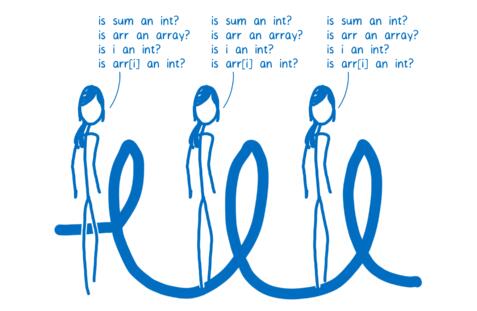 is sum an int?
is arr an array?
is i an int?
is arr[i] an int?
is sum an int?
is arr an array?
is i an int?
is arr[i] an int?
is sum an int?
is arr an array?
is i an int?
is arr[i] an int?